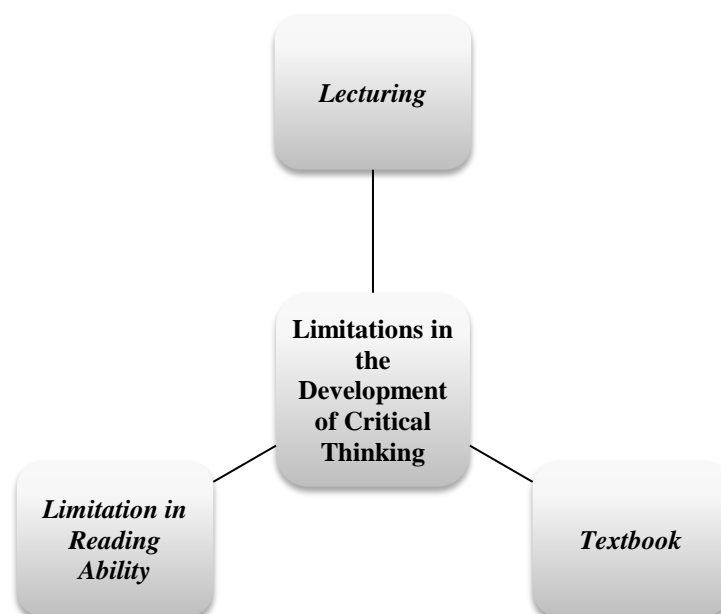 Lecturing
Limitations in
the
Development
of Critical
Thinking
Limitation in
Reading
Ability
Textbook